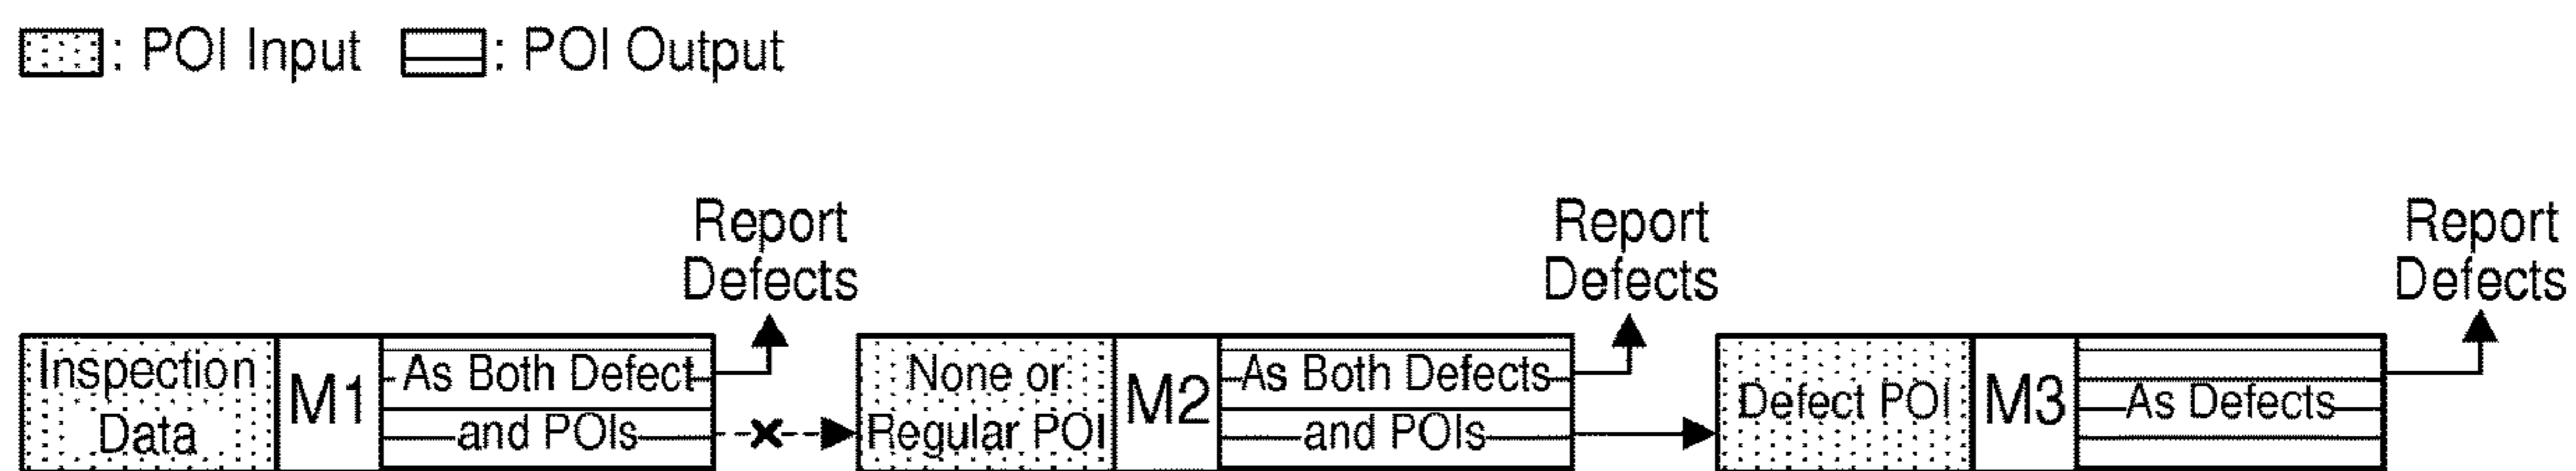 : POI Input : POI Output
Report
Defects
Report
Defects
Report
Defects
Inspection
Data
M1
As Both Defect
and POIs
None or
Regular POI
M2
As Both Defects
and POIs
Defect POI
M3
As Defects